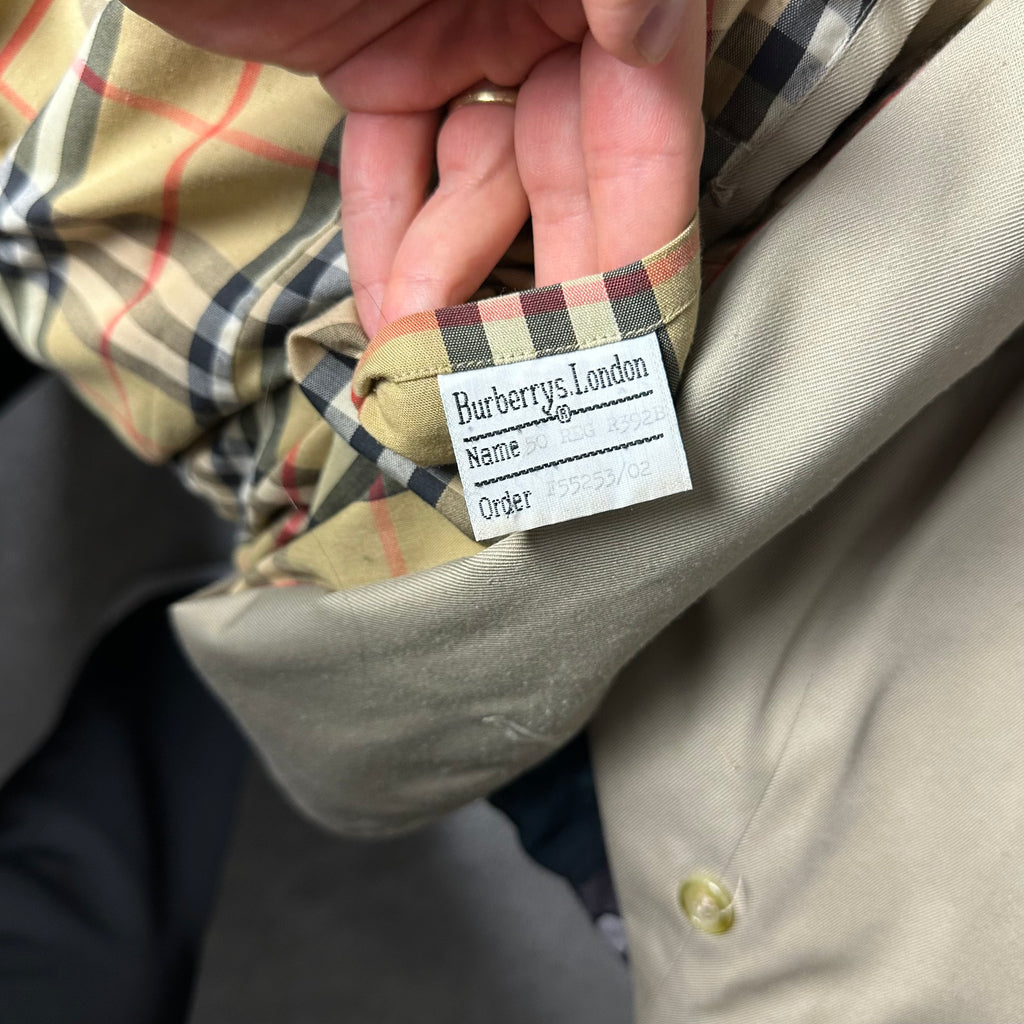 Burberrys. London
®
Name 50 REG R392B
Order F55253/02